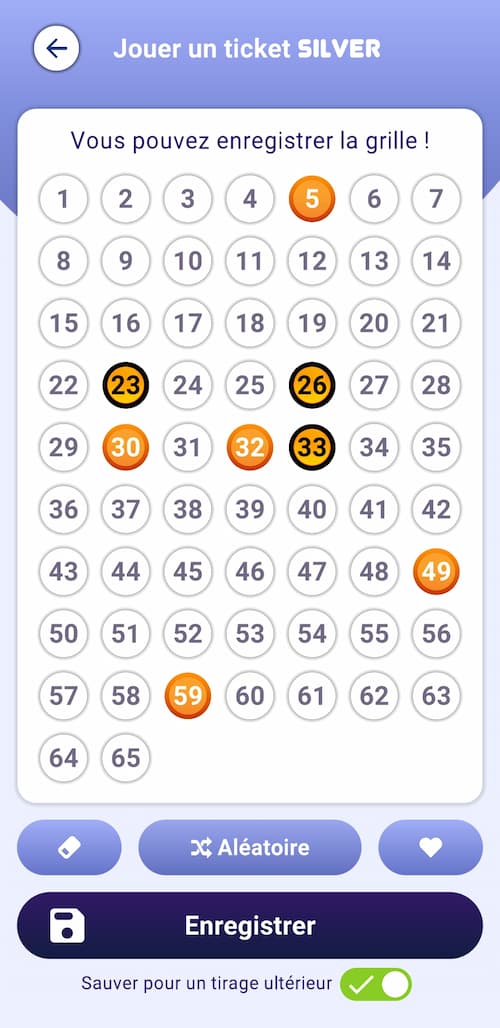 Jouer un ticket SILVER
Vous pouvez enregistrer la grille !
1 2 3 4 5 6 7
8 9 10 11 12 13 14
15 16 17 18 19 20 21
22 23 24 25 26 27 28
29 30 31 32 33 34 35
36 37 38 39 40 41 42
43 44 45 46 47 48 49
50 51 52 53 54 55 56
57 58 59 60 61 62 63
64 65
Aléatoire
Enregistrer
Sauver pour un tirage ultérieur